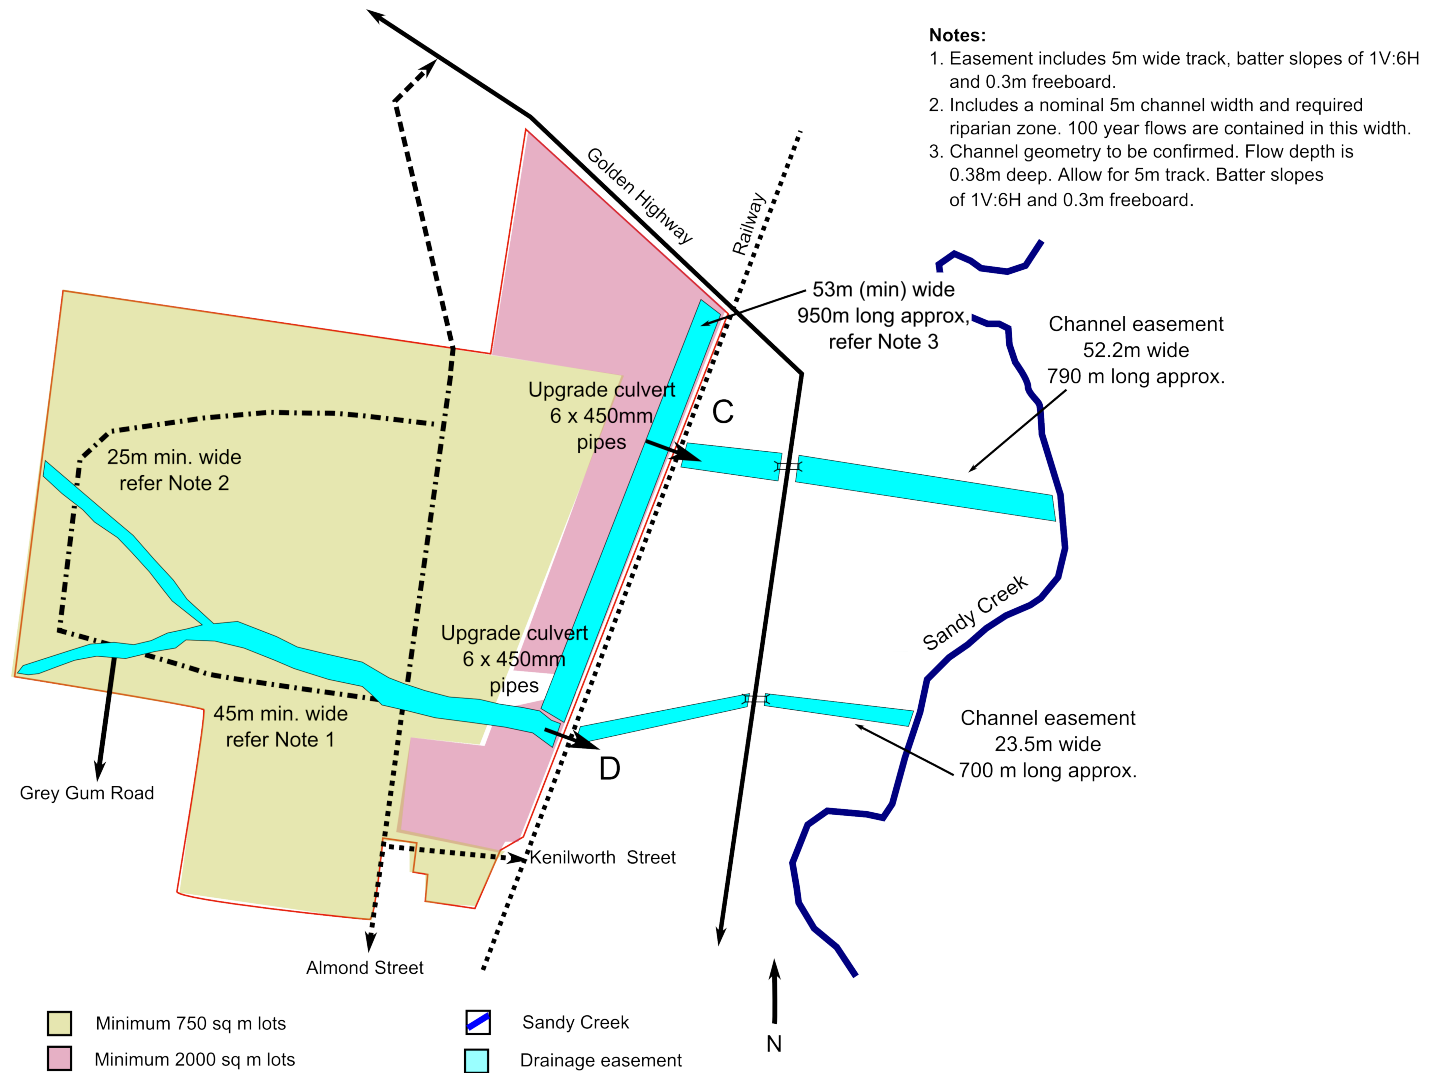 Notes:
1. Easement includes 5m wide track, batter slopes of 1V:6H
and 0.3m freeboard.
2. Includes a nominal 5m channel width and required
riparian zone. 100 year flows are contained in this width.
3. Channel geometry to be confirmed. Flow depth is
0.38m deep. Allow for 5m track. Batter slopes
of 1V:6H and 0.3m freeboard.
Golden Highway
Railway
53m (min) wide
950m long approx,
refer Note 3
Channel easement
52.2m wide
790 m long approx.
Upgrade culvert
6 x 450mm
pipes
C
25m min. wide
refer Note 2
Sandy Creek
Upgrade culvert
6 x 450mm
pipes
45m min. wide
refer Note 1
D
Channel easement
23.5m wide
700 m long approx.
Grey Gum Road
Kenilworth Street
Almond Street
N
Minimum 750 sq m lots
Minimum 2000 sq m lots
Sandy Creek
Drainage easement